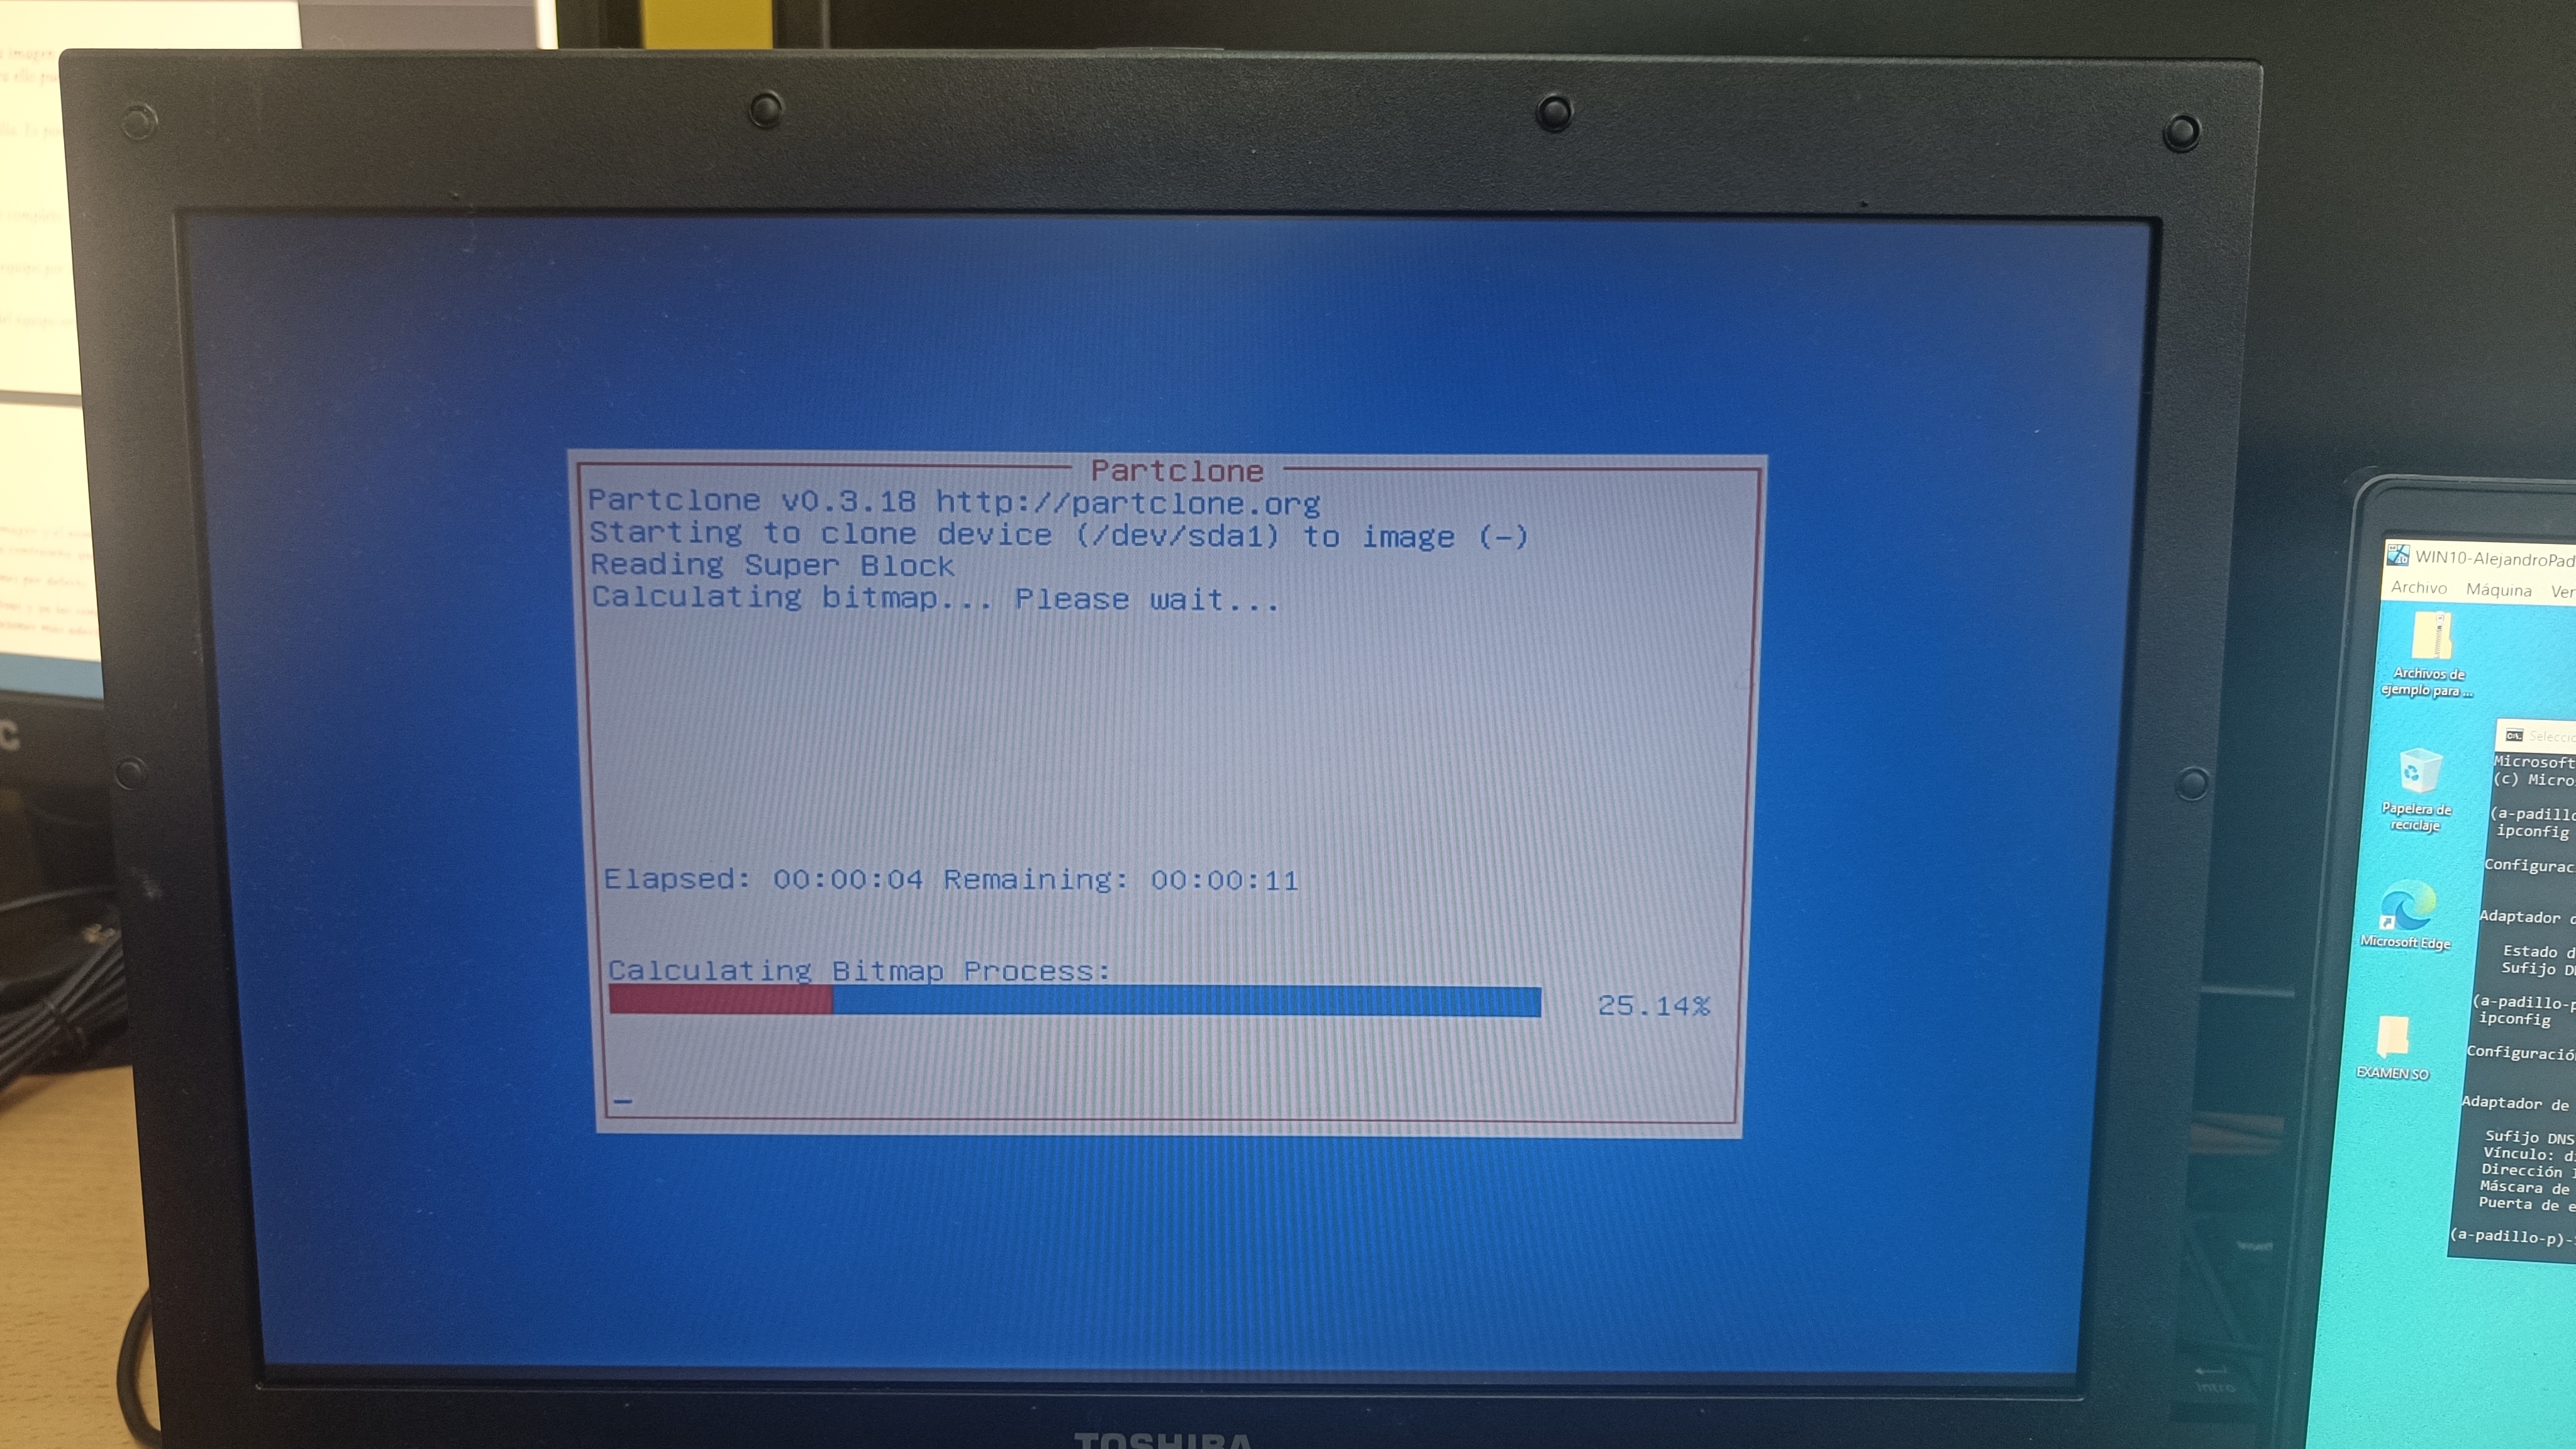 Partclone
Partclone v0.3.18 http://partclone.org
Starting to clone device (/dev/sda1) to image (-)
Reading Super Block
Calculating bitmap... Please wait...
Elapsed: 00:00:04 Remaining: 00:00:11
Calculating Bitmap Process:
25.14%
TOSHIBA
WIN10-AlejandroPad
Archivo Máquina Ver
Archivos de
ejemplo para ...
Papelera de
reciclaje
Microsoft Edge
EXAMEN SO
Selecci
Microsoft
(c) Micro
(a-padillo
ipconfig
Configurac
Adaptador d
Estado d
Sufijo D
(a-padillo-p
ipconfig
Configuració
Adaptador de
Sufijo DNS
Vínculo: d
Dirección
Máscara de
Puerta de e
(a-padillo-p)-
intro